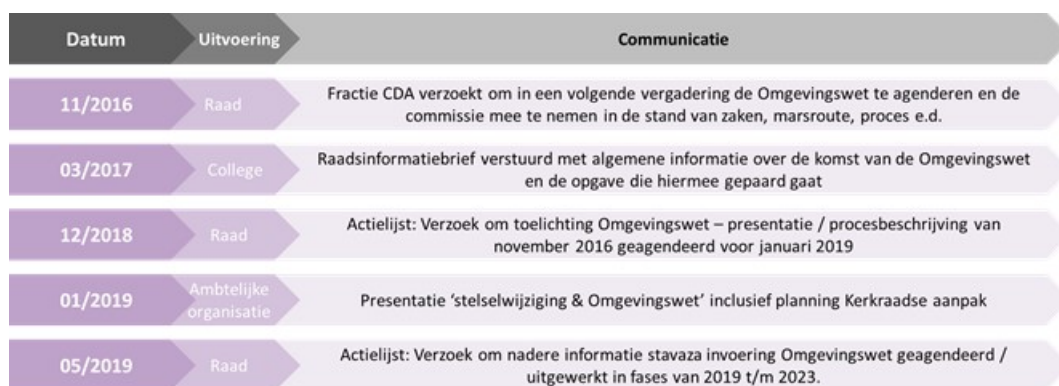 Datum Uitvoering Communicatie
11/2016 Raad Fractie CDA verzoekt om in een volgende vergadering de Omgevingswet te agenderen en de
commissie mee te nemen in de stand van zaken, marsroute, proces e.d.
03/2017 College Raadsinformatiebrief verstuurd met algemene informatie over de komst van de Omgevingswet
en de opgave die hiermee gepaard gaat
12/2018 Raad Actielijst: Verzoek om toelichting Omgevingswet – presentatie / procesbeschrijving van
november 2016 geagendeerd voor januari 2019
01/2019 Ambtelijke
organisatie Presentatie ‘stelselwijziging & Omgevingswet’ inclusief planning Kerkraadse aanpak
05/2019 Raad Actielijst: Verzoek om nadere informatie stavaza invoering Omgevingswet geagendeerd /
uitgewerkt in fases van 2019 t/m 2023.